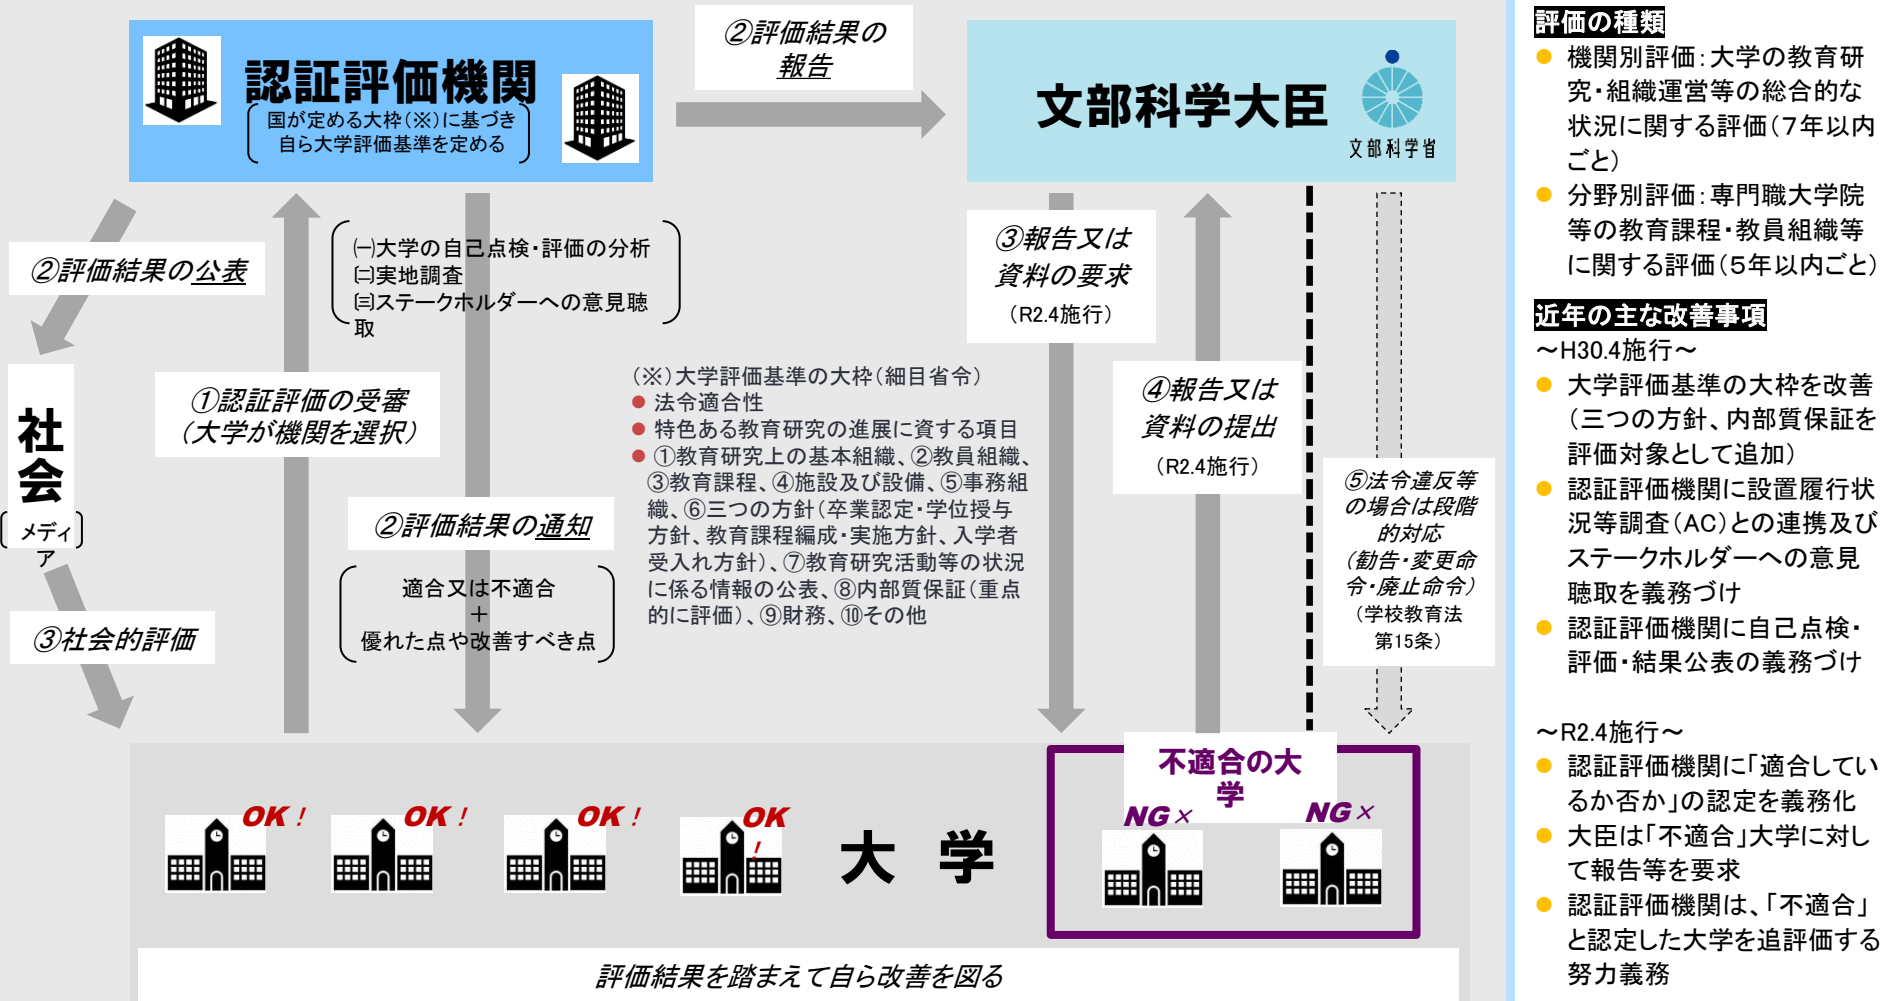 認証評価機関
国が定める大枠(※)に基づき
自ら大学評価基準を定める
②評価結果の
報告
文部科学大臣
文部科学省
②評価結果の公表
㈠大学の自己点検・評価の分析
㈡実地調査
㈢ステークホルダーへの意見聴
取
①認証評価の受審
(大学が機関を選択)
社会
メディ
ア
③社会的評価
②評価結果の通知
適合又は不適合
+
優れた点や改善すべき点
(※)大学評価基準の大枠(細目省令)
● 法令適合性
● 特色ある教育研究の進展に資する項目
● ①教育研究上の基本組織、②教員組織、
③教育課程、④施設及び設備、⑤事務組
織、⑥三つの方針(卒業認定・学位授与
方針、教育課程編成・実施方針、入学者
受入れ方針)、⑦教育研究活動等の状況
に係る情報の公表、⑧内部質保証(重点
的に評価)、⑨財務、⑩その他
③報告又は
資料の要求
(R2.4施行)
④報告又は
資料の提出
(R2.4施行)
⑤法令違反等
の場合は段階
的対応
(勧告・変更命
令・廃止命令)
(学校教育法
第15条)
OK!
OK!
OK!
OK
!
大 学
不適合の大
学
NG×
NG×
評価結果を踏まえて自ら改善を図る
評価の種類
● 機関別評価:大学の教育研
究・組織運営等の総合的な
状況に関する評価(7年以内
ごと)
● 分野別評価:専門職大学院
等の教育課程・教員組織等
に関する評価(5年以内ごと)
近年の主な改善事項
~H30.4施行~
● 大学評価基準の大枠を改善
(三つの方針、内部質保証を
評価対象として追加)
● 認証評価機関に設置履行状
況等調査(AC)との連携及び
ステークホルダーへの意見
聴取を義務づけ
● 認証評価機関に自己点検・
評価・結果公表の義務づけ
~R2.4施行~
● 認証評価機関に「適合してい
るか否か」の認定を義務化
● 大臣は「不適合」大学に対し
て報告等を要求
● 認証評価機関は、「不適合」
と認定した大学を追評価する
努力義務